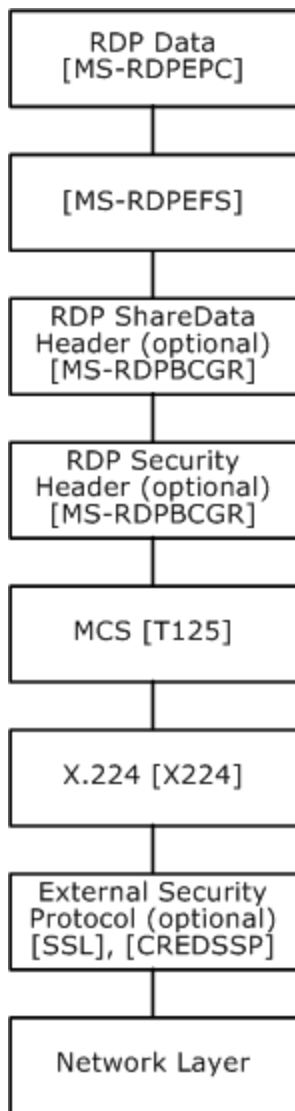 RDP Data
[MS-RDPEPC]
[MS-RDPEFS]
RDP ShareData
Header (optional)
[MS-RDPBCGR]
RDP Security
Header (optional)
[MS-RDPBCGR]
MCS [T125]
X.224 [X224]
External Security
Protocol (optional)
[SSL], [CREDSSP]
Network Layer